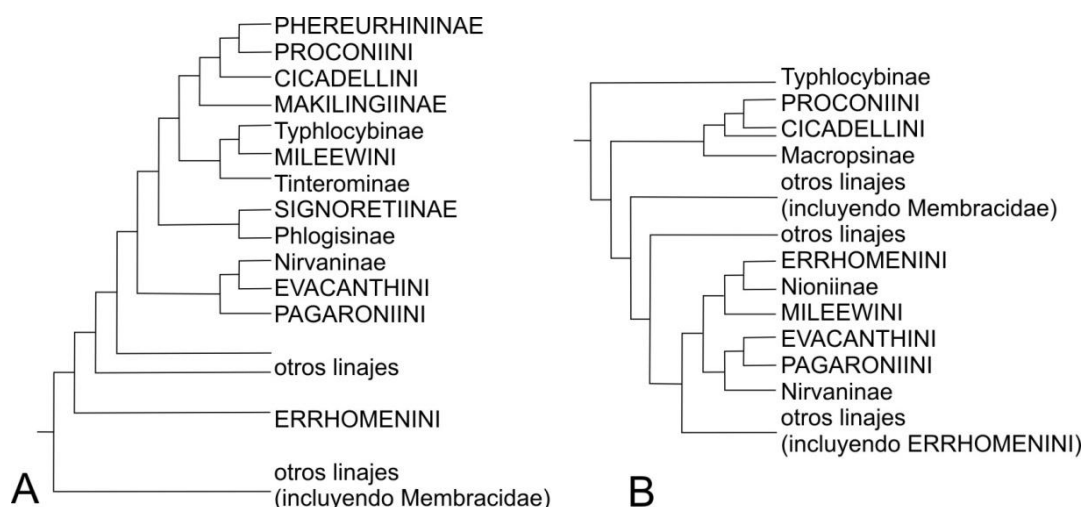 PHEREURHININAE
PROCONIINI
CICADELLINI
MAKILINGIINAE
Typhlocybinae
MILEEWINI
Tinterominae
SIGNORETIINAE
Phlogisinae
Nirvaninae
EVACANTHINI
PAGARONIINI
otros linajes
ERRHOMENINI
otros linajes
(incluyendo Membracidae)
A
Typhlocybinae
PROCONIINI
CICADELLINI
Macropsinae
otros linajes
(incluyendo Membracidae)
otros linajes
ERRHOMENINI
Nioniinae
MILEEWINI
EVACANTHINI
PAGARONIINI
Nirvaninae
otros linajes
(incluyendo ERRHOMENINI)
B